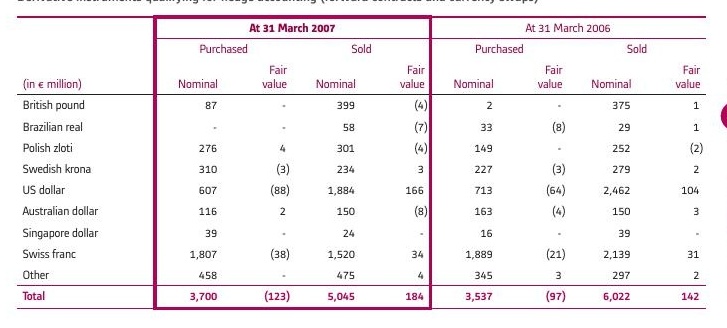 Derivative instruments qualifying for hedge accounting (forward contracts and currency swaps)
At 31 March 2007 At 31 March 2006
Purchased Sold Purchased Sold
Fair Fair Fair Fair
(in € million) Nominal value Nominal value Nominal value Nominal value
British pound 87 - 399 (4) 2 - 375 1
Brazilian real - - 58 (7) 33 (8) 29 1
Polish zloti 276 4 301 (4) 149 - 252 (2)
Swedish krona 310 (3) 234 3 227 (3) 279 2
US dollar 607 (88) 1,884 166 713 (64) 2,462 104
Australian dollar 116 2 150 (8) 163 (4) 150 3
Singapore dollar 39 - 24 - 16 - 39 -
Swiss franc 1,807 (38) 1,520 34 1,889 (21) 2,139 31
Other 458 - 475 4 345 3 297 2
Total 3,700 (123) 5,045 184 3,537 (97) 6,022 142